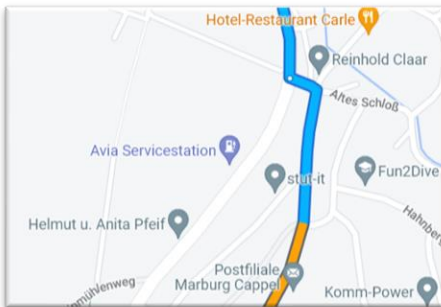 Hotel-Restaurant Carle
Reinhold Claar
Altes Schloß
Avia Servicestation
stut-it
Fun2Dive
Hahnberg
Helmut u. Anita Pfeif
Postfiliale
Marburg Cappel
Komm-Power